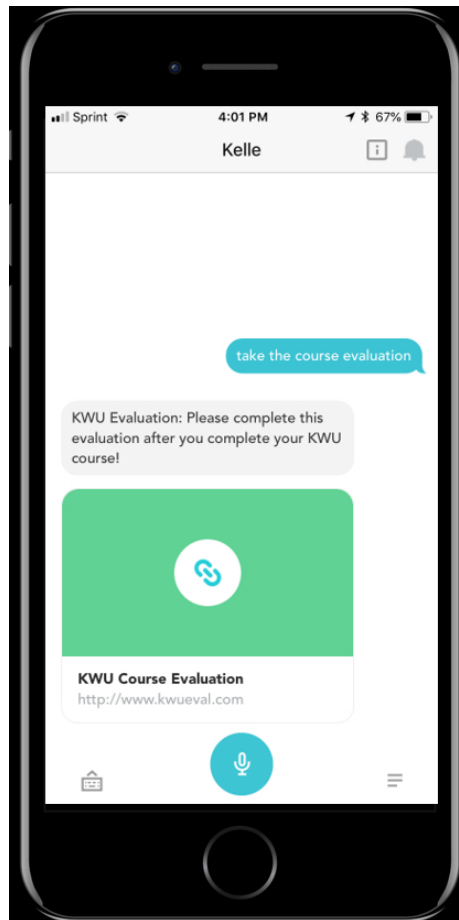 Sprint 4:01 PM 67%
Kelle
take the course evaluation
KWU Evaluation: Please complete this
evaluation after you complete your KWU
course!
KWU Course Evaluation
http://www.kwueval.com